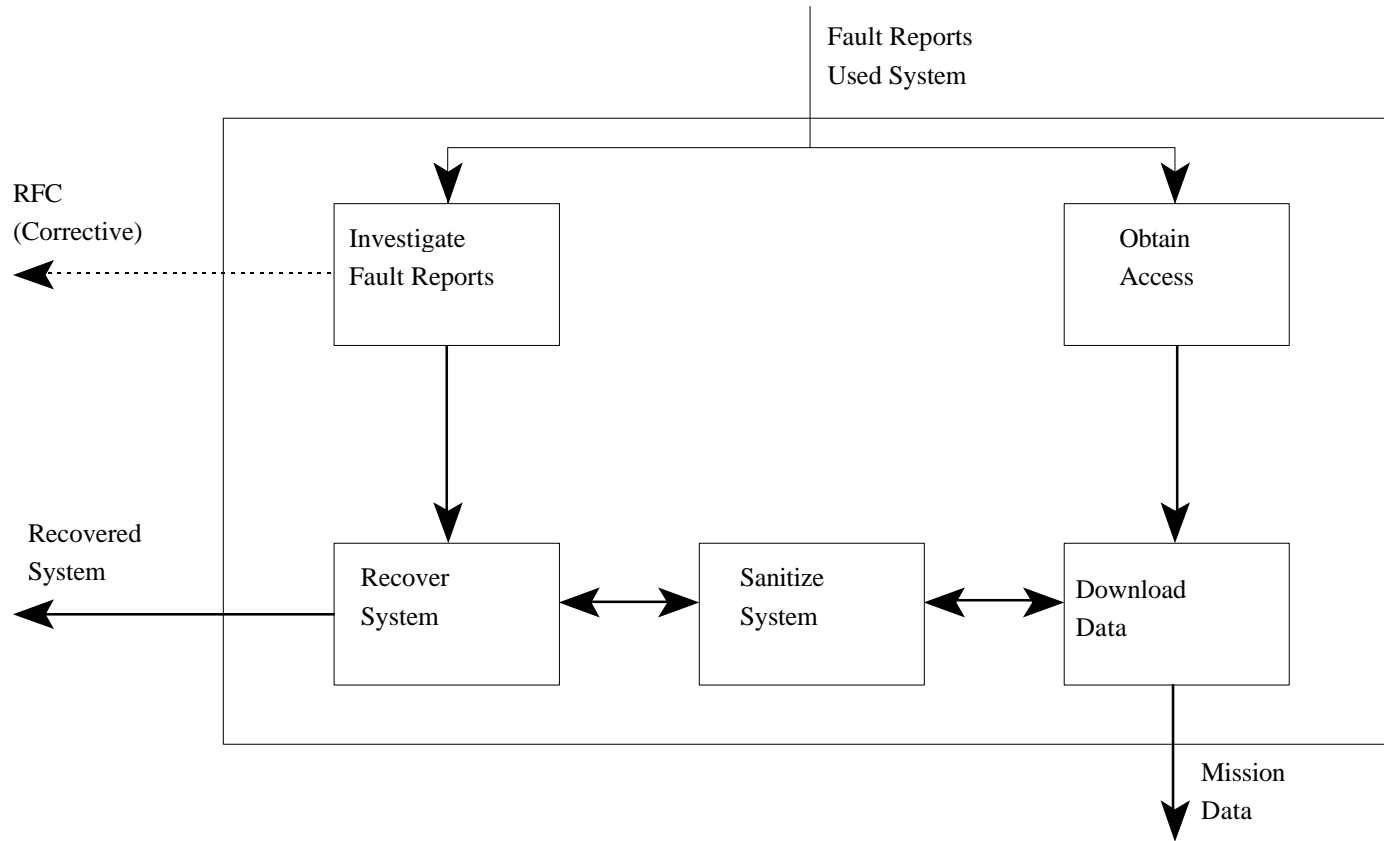 Fault Reports
Used System
RFC
(Corrective)
Investigate
Fault Reports
Obtain
Access
Recovered
System
Recover
System
Sanitize
System
Download
Data
Mission
Data